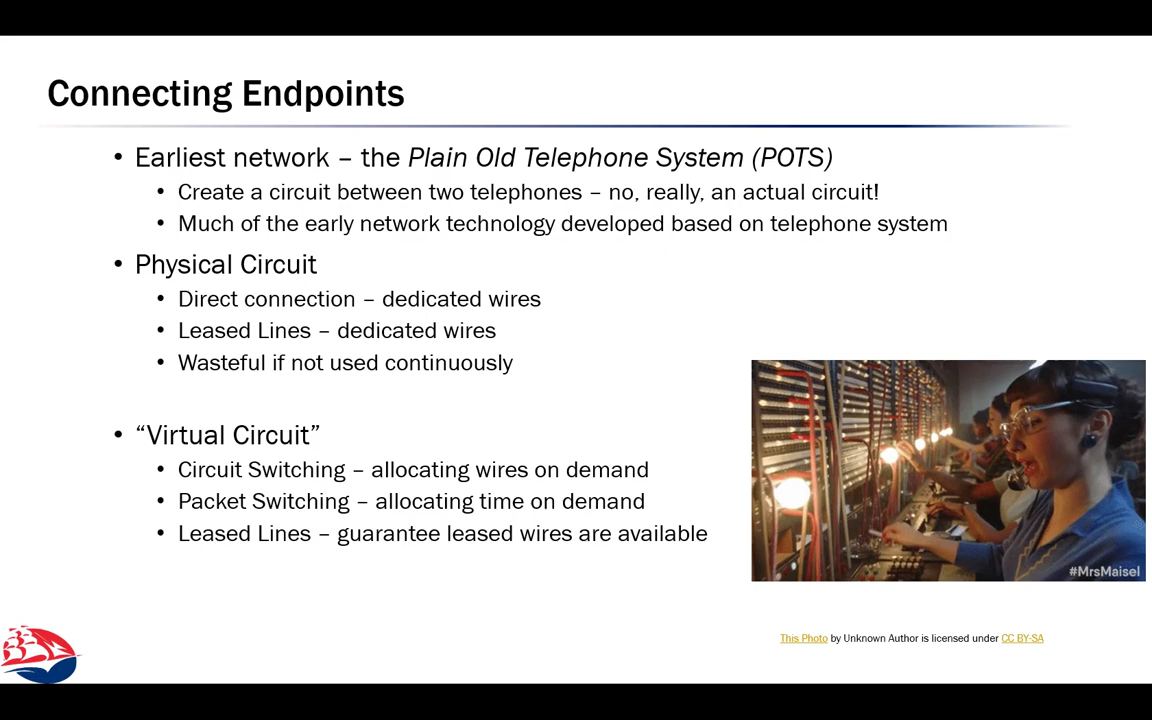 Connecting Endpoints
• Earliest network – the Plain Old Telephone System (POTS)
• Create a circuit between two telephones – no, really, an actual circuit!
• Much of the early network technology developed based on telephone system
• Physical Circuit
• Direct connection – dedicated wires
• Leased Lines – dedicated wires
• Wasteful if not used continuously
• “Virtual Circuit”
• Circuit Switching – allocating wires on demand
• Packet Switching – allocating time on demand
• Leased Lines – guarantee leased wires are available
#MrsMaisel
This Photo by Unknown Author is licensed under CC BY-SA